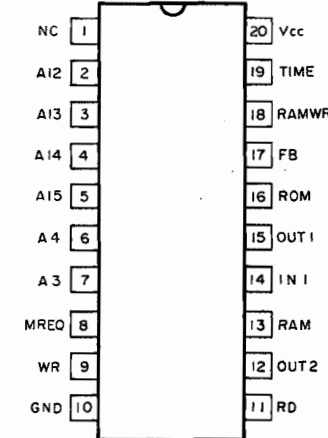 NC 1 20 Vcc
A12 2 19 TIME
A13 3 18 RAMWR
A14 4 17 FB
A15 5 16 ROM
A4 6 15 OUT1
A3 7 14 IN1
MREQ 8 13 RAM
WR 9 12 OUT2
GND 10 11 RD